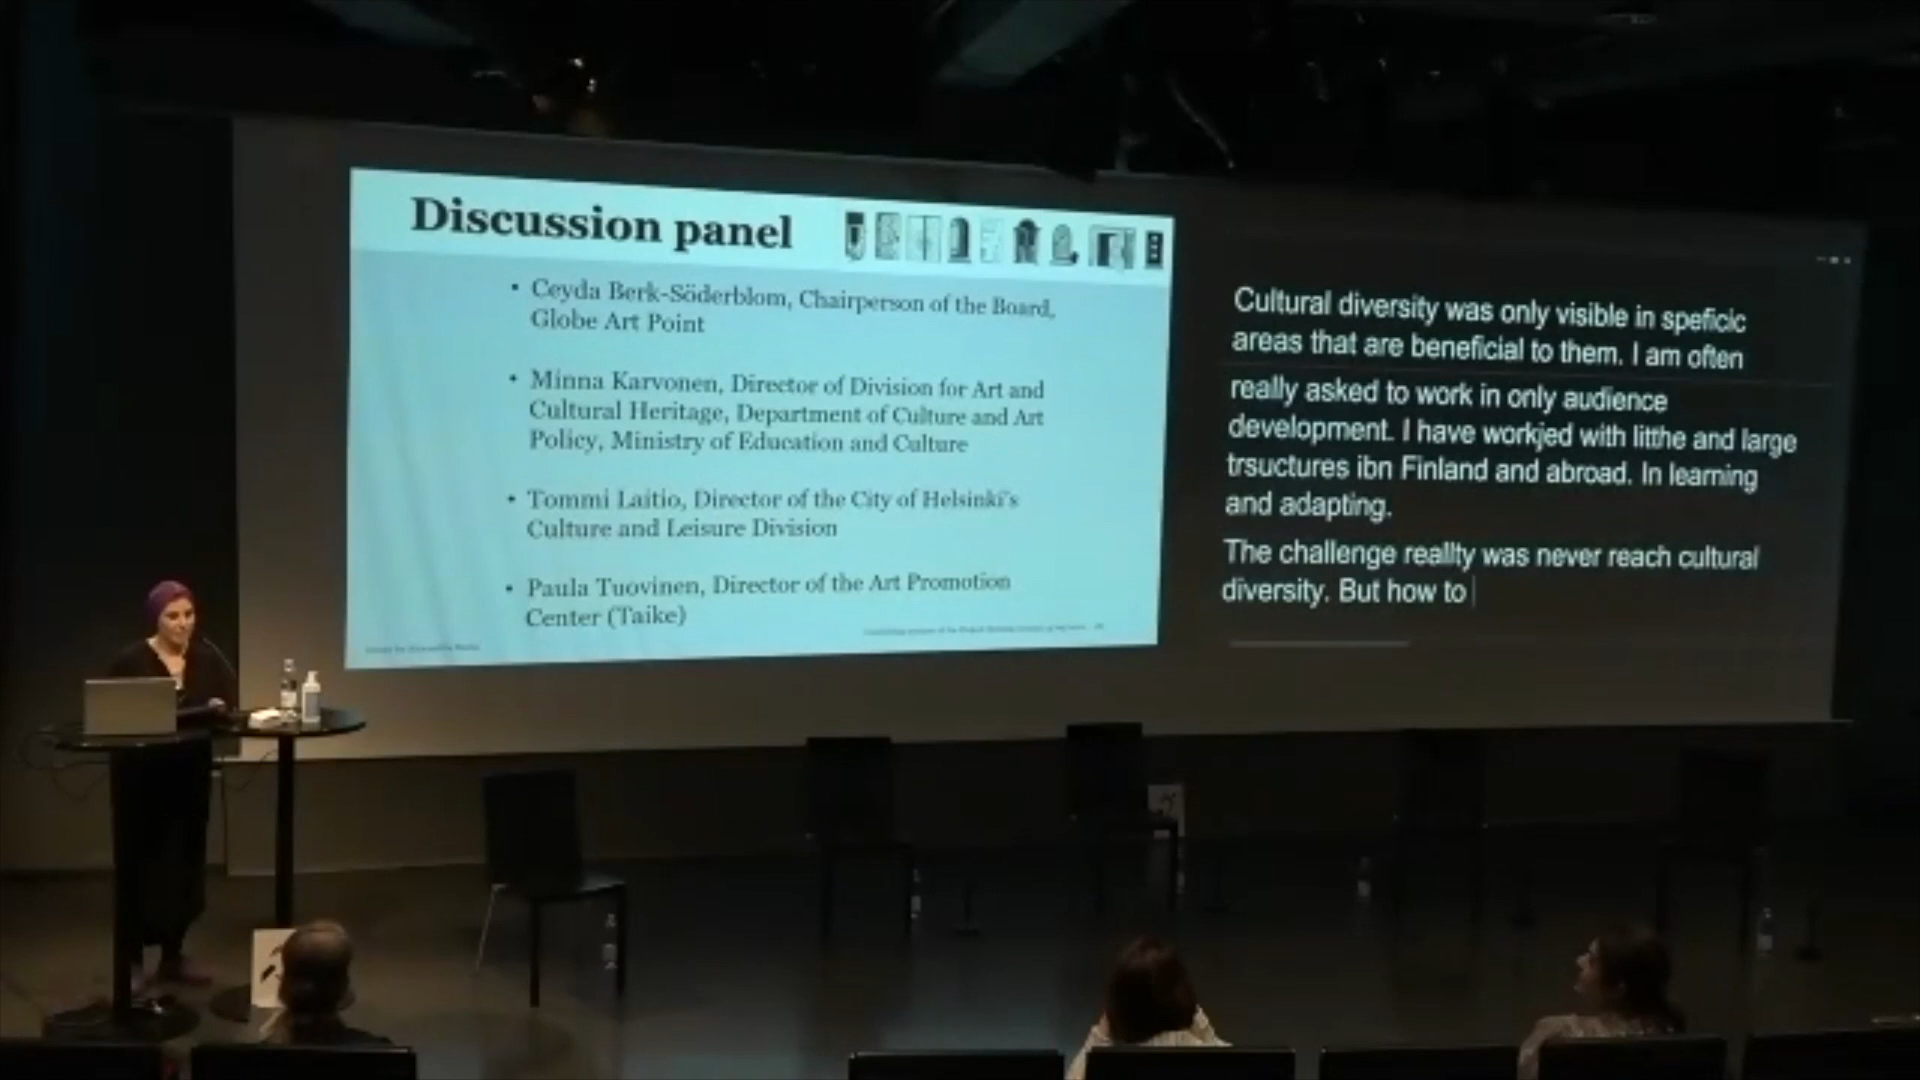 Discussion panel
• Ceyda Berk-Söderblom, Chairperson of the Board,
Globe Art Point
• Minna Karvonen, Director of Division for Art and
Cultural Heritage, Department of Culture and Art
Policy, Ministry of Education and Culture
• Tommi Laitio, Director of the City of Helsinki's
Culture and Leisure Division
• Paula Tuovinen, Director of the Art Promotion
Center (Taike)
Cultural diversity was only visible in speficic
areas that are beneficial to them. I am often
really asked to work in only audience
development. I have workjed with litthe and large
trsuctures ibn Finland and abroad. In learning
and adapting.
The challenge reallty was never reach cultural
diversity. But how to